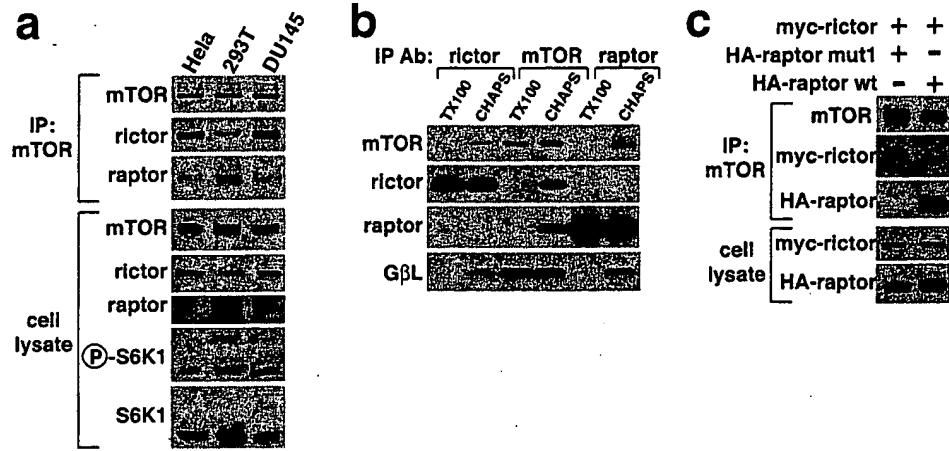 a
Hela 293T DU145
IP: mTOR
mTOR
rictor
raptor
cell lysate
mTOR
rictor
raptor
P-S6K1
S6K1
b
IP Ab: rictor mTOR raptor
TX100 CHAPS TX100 CHAPS TX100 CHAPS
mTOR
rictor
raptor
GβL
c
myc-rictor + +
HA-raptor mut1 + -
HA-raptor wt - +
IP: mTOR
mTOR
myc-rictor
HA-raptor
cell lysate
myc-rictor
HA-raptor